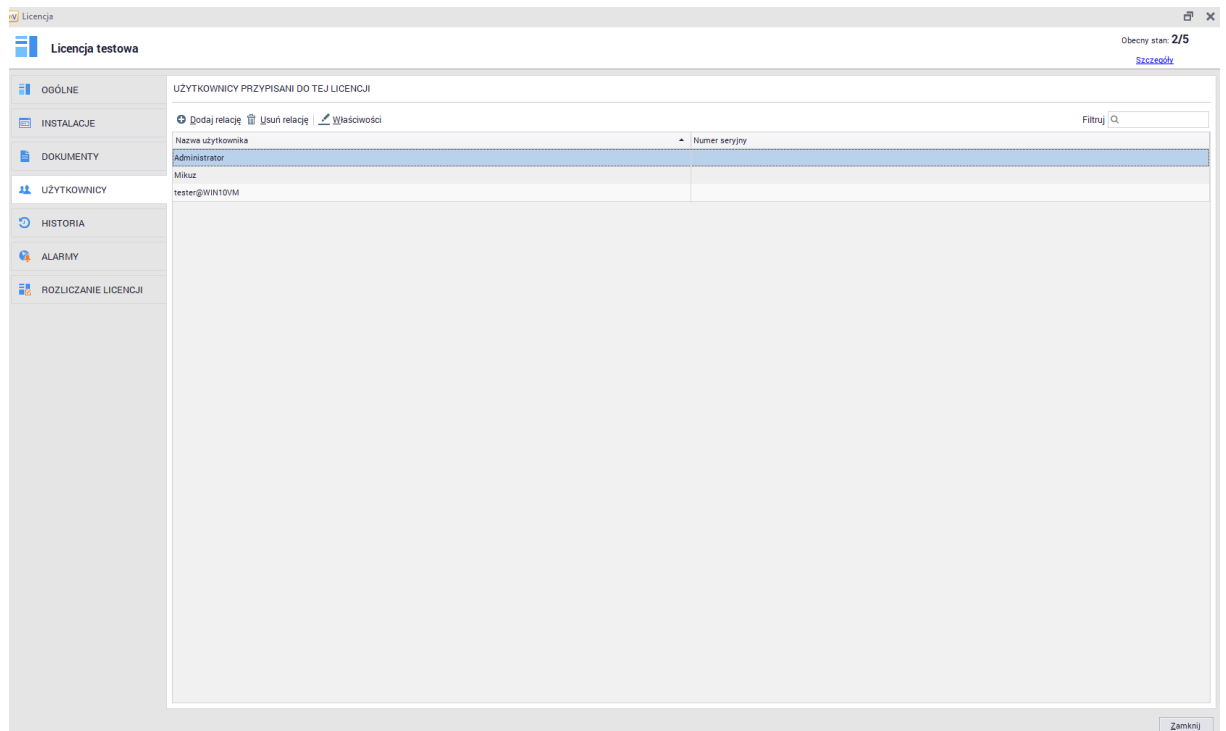 Licencja
Licencja testowa
Obecny stan: 2/5
Szczegóły
OGÓLNE
INSTALACJE
DOKUMENTY
UŻYTKOWNICY
HISTORIA
ALARMY
ROZLICZANIE LICENCJI
UŻYTKOWNICY PRZYPISANI DO TEJ LICENCJI
Dodaj relację Usuń relację Właściwości Filtruj
Nazwa użytkownika Numer seryjny
Administrator
Mikuz
tester@WIN10VM
Zamknij